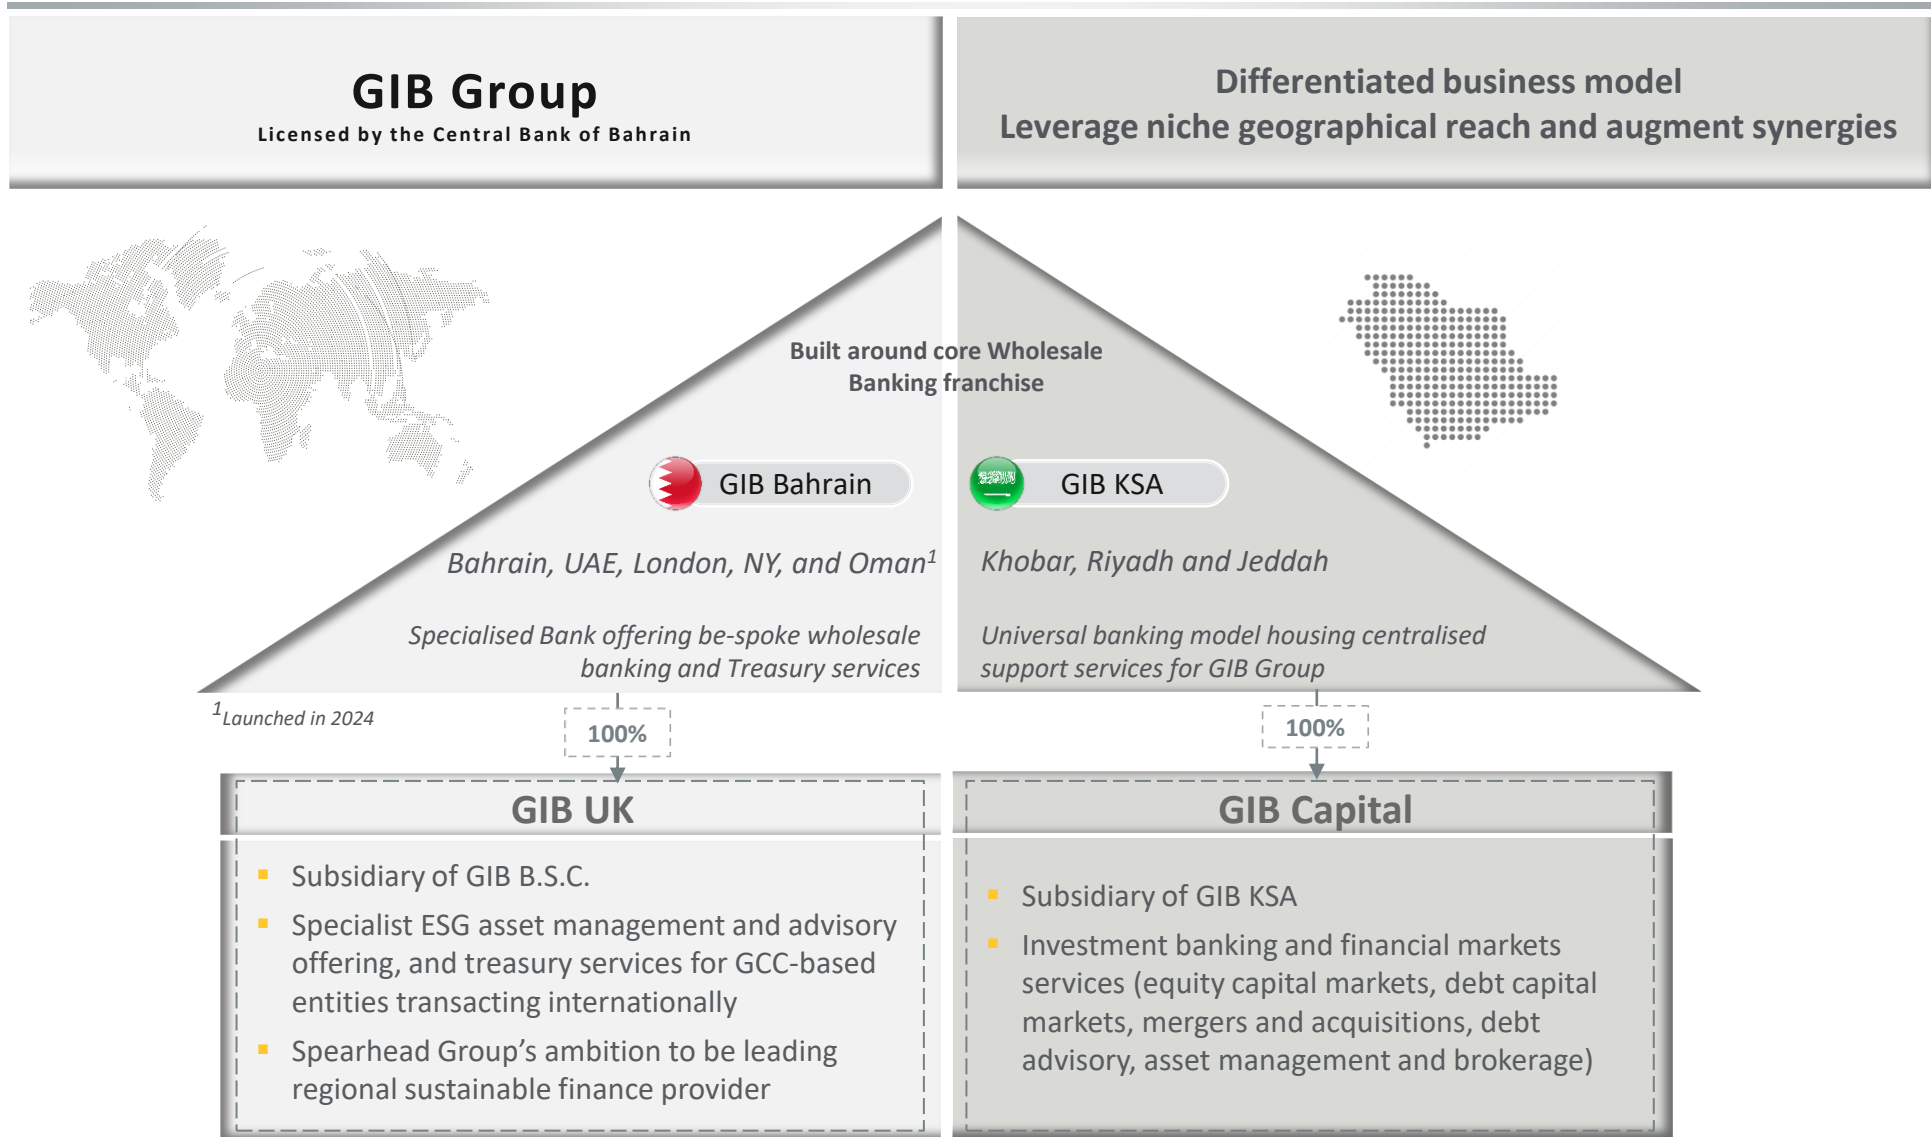 GIB Group
Licensed by the Central Bank of Bahrain
Differentiated business model
Leverage niche geographical reach and augment synergies
Built around core Wholesale
Banking franchise
GIB Bahrain
GIB KSA
Bahrain, UAE, London, NY, and Oman¹
Khobar, Riyadh and Jeddah
Specialised Bank offering be-spoke wholesale
banking and Treasury services
Universal banking model housing centralised
support services for GIB Group
¹Launched in 2024
100%
100%
GIB UK
▪ Subsidiary of GIB B.S.C.
▪ Specialist ESG asset management and advisory
offering, and treasury services for GCC-based
entities transacting internationally
▪ Spearhead Group’s ambition to be leading
regional sustainable finance provider
GIB Capital
▪ Subsidiary of GIB KSA
▪ Investment banking and financial markets
services (equity capital markets, debt capital
markets, mergers and acquisitions, debt
advisory, asset management and brokerage)